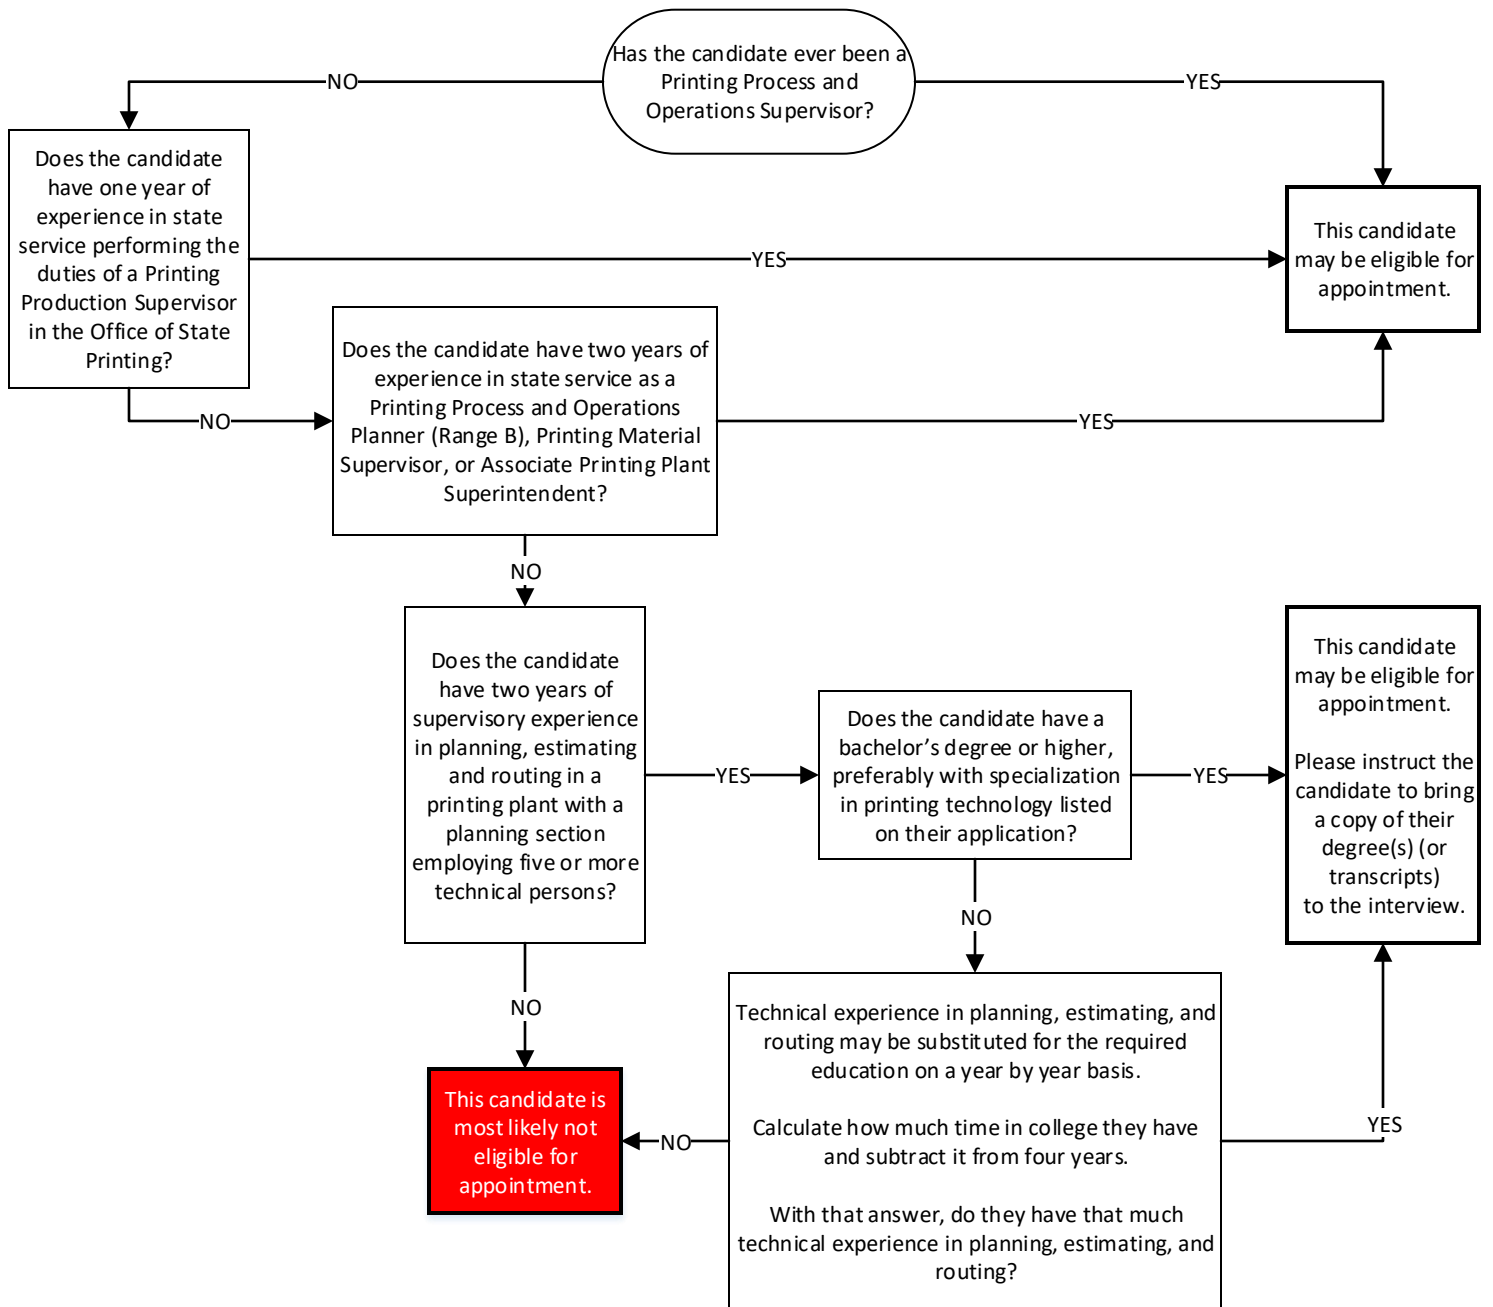 Has the candidate ever been a
Printing Process and
Operations Supervisor?
NO
YES
Does the candidate
have one year of
experience in state
service performing the
duties of a Printing
Production Supervisor
in the Office of State
Printing?
YES
This candidate
may be eligible for
appointment.
NO
Does the candidate have two years of
experience in state service as a
Printing Process and Operations
Planner (Range B), Printing Material
Supervisor, or Associate Printing Plant
Superintendent?
YES
NO
Does the candidate
have two years of
supervisory experience
in planning, estimating
and routing in a
printing plant with a
planning section
employing five or more
technical persons?
YES
Does the candidate have a
bachelor’s degree or higher,
preferably with specialization
in printing technology listed
on their application?
YES
This candidate
may be eligible for
appointment.
Please instruct the
candidate to bring
a copy of their
degree(s) (or
transcripts)
to the interview.
NO
NO
Technical experience in planning, estimating, and
routing may be substituted for the required
education on a year by year basis.
Calculate how much time in college they have
and subtract it from four years.
With that answer, do they have that much
technical experience in planning, estimating, and
routing?
YES
NO
This candidate is
most likely not
eligible for
appointment.